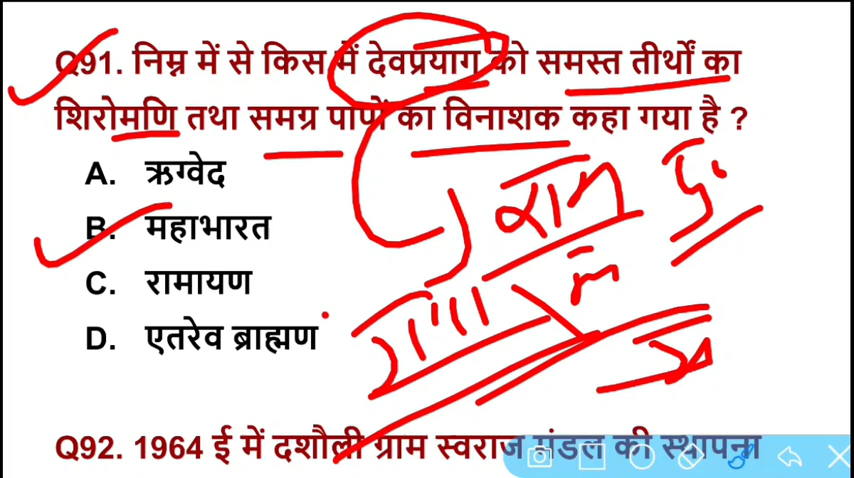 Q91. निम्न में से किस में देवप्रयाग को समस्त तीर्थों का
शिरोमणि तथा समग्र पापों का विनाशक कहा गया है ?
A. ऋग्वेद
B. महाभारत
C. रामायण
D. एतरेव ब्राह्मण
Q92. 1964 ई में दशौली ग्राम स्वराज मंडल की स्थापना